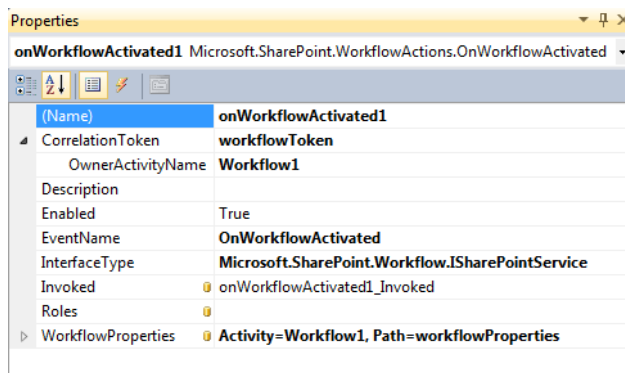 Properties
onWorkflowActivated1 Microsoft.SharePoint.WorkflowActions.OnWorkflowActivated
(Name) onWorkflowActivated1
CorrelationToken workflowToken
OwnerActivityName Workflow1
Description
Enabled True
EventName OnWorkflowActivated
InterfaceType Microsoft.SharePoint.Workflow.ISharePointService
Invoked onWorkflowActivated1_Invoked
Roles
WorkflowProperties Activity=Workflow1, Path=workflowProperties